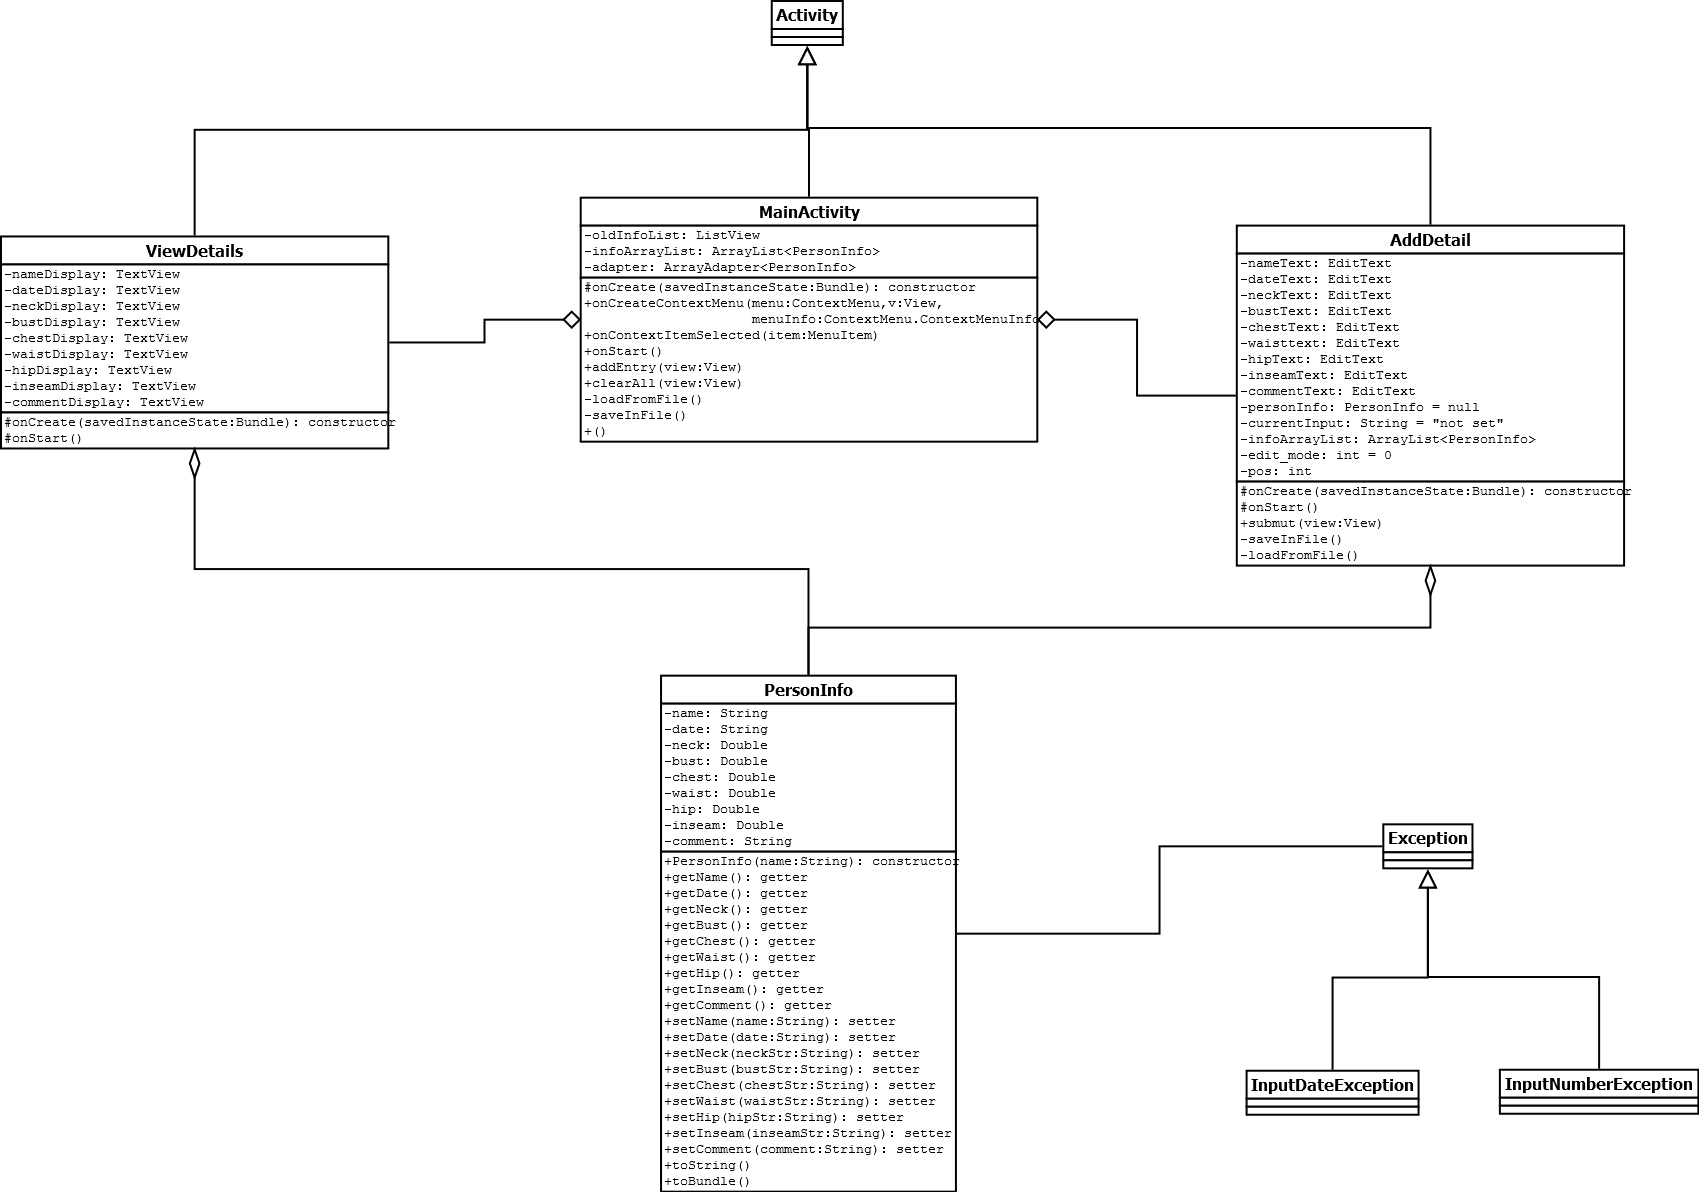 Activity
ViewDetails
-nameDisplay: TextView
-dateDisplay: TextView
-neckDisplay: TextView
-bustDisplay: TextView
-chestDisplay: TextView
-waistDisplay: TextView
-hipDisplay: TextView
-inseamDisplay: TextView
-commentDisplay: TextView
#onCreate(savedInstanceState:Bundle): constructor
#onStart()
MainActivity
-oldInfoList: ListView
-infoArrayList: ArrayList<PersonInfo>
-adapter: ArrayAdapter<PersonInfo>
#onCreate(savedInstanceState:Bundle): constructor
+onCreateContextMenu(menu:ContextMenu,v:View,
menuInfo:ContextMenu.ContextMenuInfo
+onContextItemSelected(item:MenuItem)
+onStart()
+addEntry(view:View)
+clearAll(view:View)
-loadFromFile()
-saveInFile()
+()
AddDetail
-nameText: EditText
-dateText: EditText
-neckText: EditText
-bustText: EditText
-chestText: EditText
-waisttext: EditText
-hipText: EditText
-inseamText: EditText
-commentText: EditText
-personInfo: PersonInfo = null
-currentInput: String = "not set"
-infoArrayList: ArrayList<PersonInfo>
-edit_mode: int = 0
-pos: int
#onCreate(savedInstanceState:Bundle): constructor
#onStart()
+submut(view:View)
-saveInFile()
-loadFromFile()
PersonInfo
-name: String
-date: String
-neck: Double
-bust: Double
-chest: Double
-waist: Double
-hip: Double
-inseam: Double
-comment: String
+PersonInfo(name:String): constructor
+getName(): getter
+getDate(): getter
+getNeck(): getter
+getBust(): getter
+getChest(): getter
+getWaist(): getter
+getHip(): getter
+getInseam(): getter
+getComment(): getter
+setName(name:String): setter
+setDate(date:String): setter
+setNeck(neckStr:String): setter
+setBust(bustStr:String): setter
+setChest(chestStr:String): setter
+setWaist(waistStr:String): setter
+setHip(hipStr:String): setter
+setInseam(inseamStr:String): setter
+setComment(comment:String): setter
+toString()
+toBundle()
Exception
InputDateException
InputNumberException